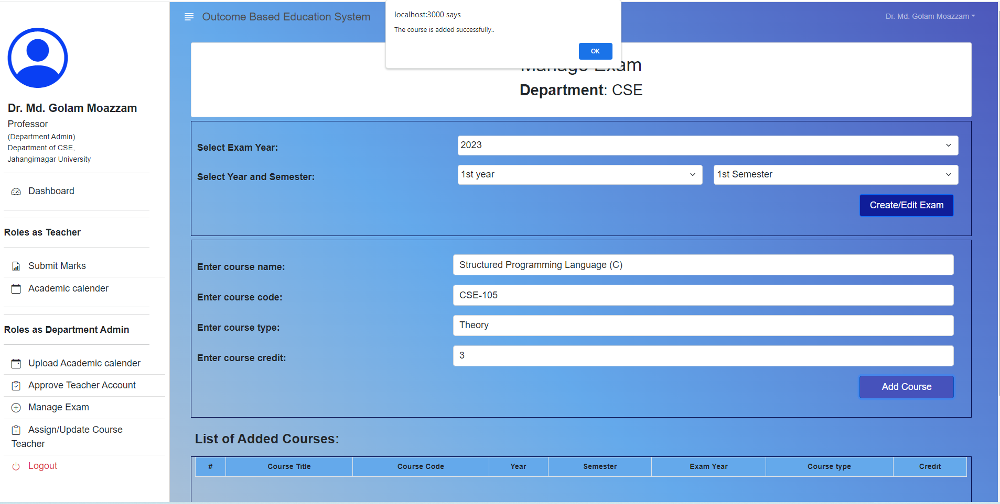 Outcome Based Education System
localhost:3000 says
The course is added successfully..
OK
Dr. Md. Golam Moazzam
Manage Exam
Department: CSE
Dr. Md. Golam Moazzam
Professor
(Department Admin)
Department of CSE,
Jahangirnagar University
Dashboard
Roles as Teacher
Submit Marks
Academic calender
Roles as Department Admin
Upload Academic calender
Approve Teacher Account
Manage Exam
Assign/Update Course
Teacher
Logout
Select Exam Year: 2023
Select Year and Semester: 1st year 1st Semester
Create/Edit Exam
Enter course name: Structured Programming Language (C)
Enter course code: CSE-105
Enter course type: Theory
Enter course credit: 3
Add Course
List of Added Courses:
# Course Title Course Code Year Semester Exam Year Course type Credit